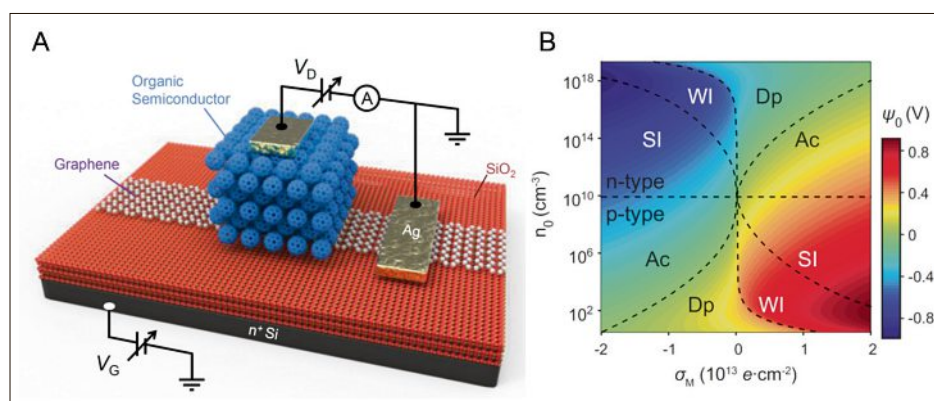 A
V_D
A
Organic
Semiconductor
Graphene
SiO₂
Ag
n⁺ Si
V_G
B
n₀ (cm⁻³)
10¹⁸
10¹⁴
10¹⁰
10⁶
10²
WI
Dp
SI
Ac
n-type
p-type
Ac
SI
Dp
WI
-2
-1
0
1
2
σ_M (10¹³ e·cm⁻²)
ψ₀ (V)
0.8
0.4
0
-0.4
-0.8